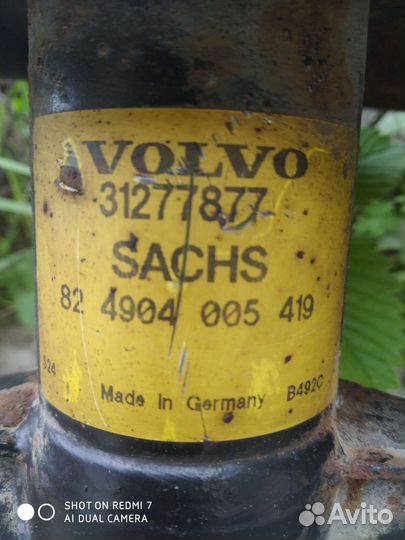 VOLVO
31277877
SACHS
82 4904 005 419
S24
Made in Germany B492C
SHOT ON REDMI 7
AI DUAL CAMERA
Avito